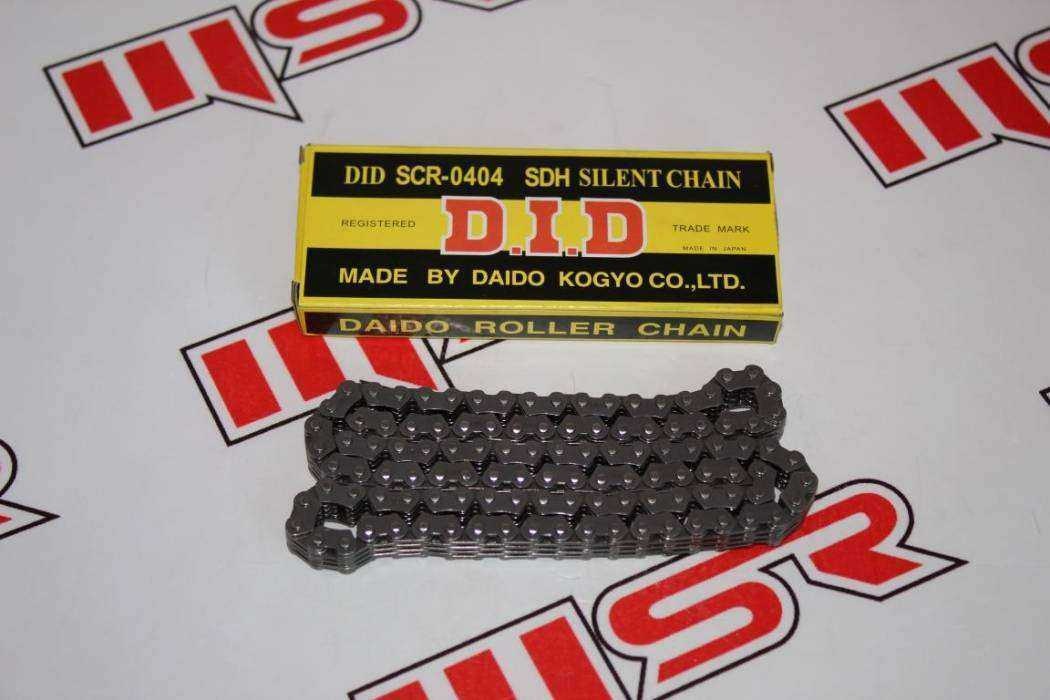 DID SCR-0404 SDH SILENT CHAIN
REGISTERED
D.I.D
TRADE MARK
MADE IN JAPAN
MADE BY DAIDO KOGYO CO.,LTD.
DAIDO ROLLER CHAIN